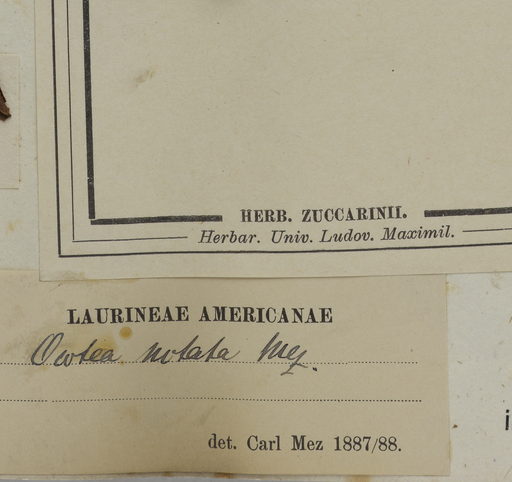 HERB. ZUCCARINII.
Herbar. Univ. Ludov. Maximil.
LAURINEAE AMERICANAE
Ocotea notata Mez.
det. Carl Mez 1887/88.